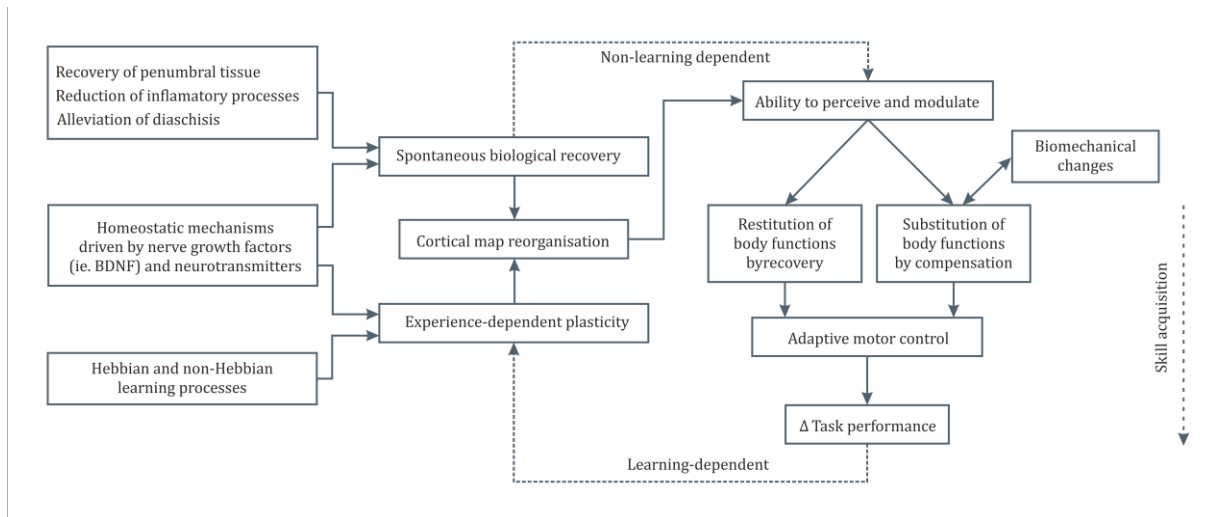 Non-learning dependent
Recovery of penumbral tissue
Reduction of inflamatory processes
Alleviation of diaschisis
Ability to perceive and modulate
Spontaneous biological recovery
Biomechanical
changes
Homeostatic mechanisms
driven by nerve growth factors
(ie. BDNF) and neurotransmitters
Cortical map reorganisation
Restitution of
body functions
byrecovery
Substitution of
body functions
by compensation
Experience-dependent plasticity
Adaptive motor control
Hebbian and non-Hebbian
learning processes
Δ Task performance
Learning-dependent
Skill acquisition